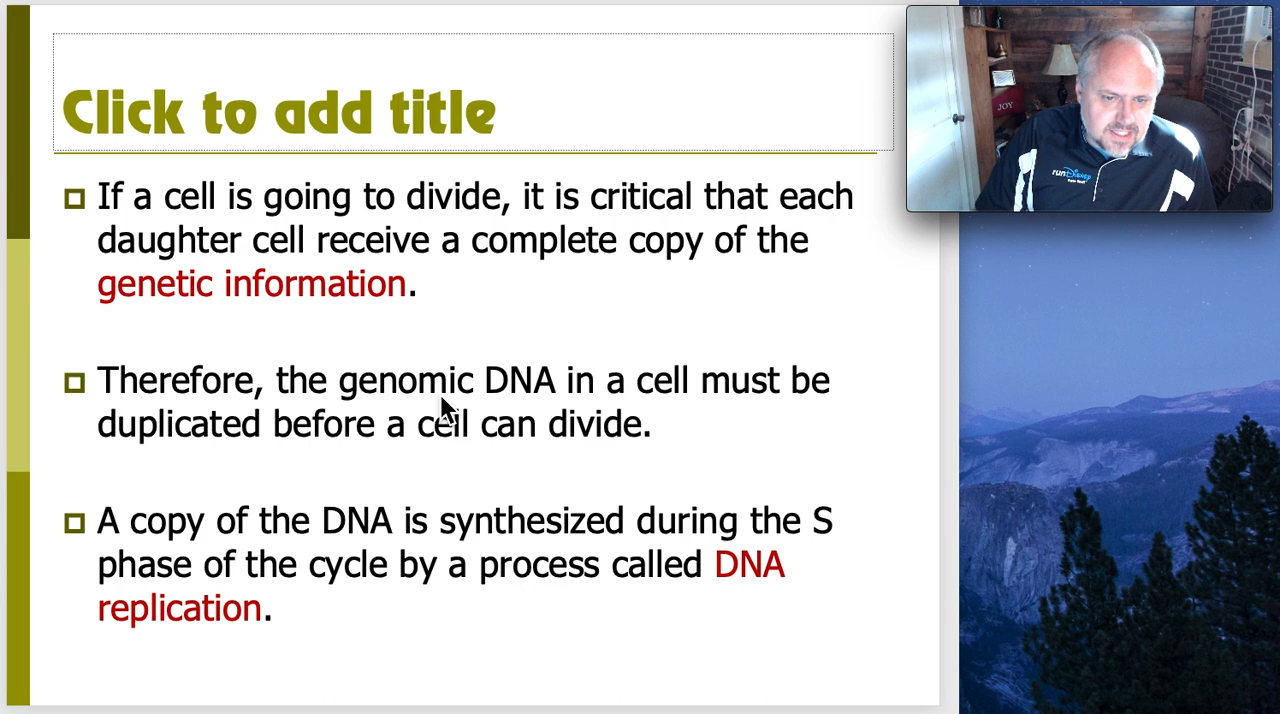 Click to add title
If a cell is going to divide, it is critical that each
daughter cell receive a complete copy of the
genetic information.
Therefore, the genomic DNA in a cell must be
duplicated before a cell can divide.
A copy of the DNA is synthesized during the S
phase of the cycle by a process called DNA
replication.
JOY
runDisney